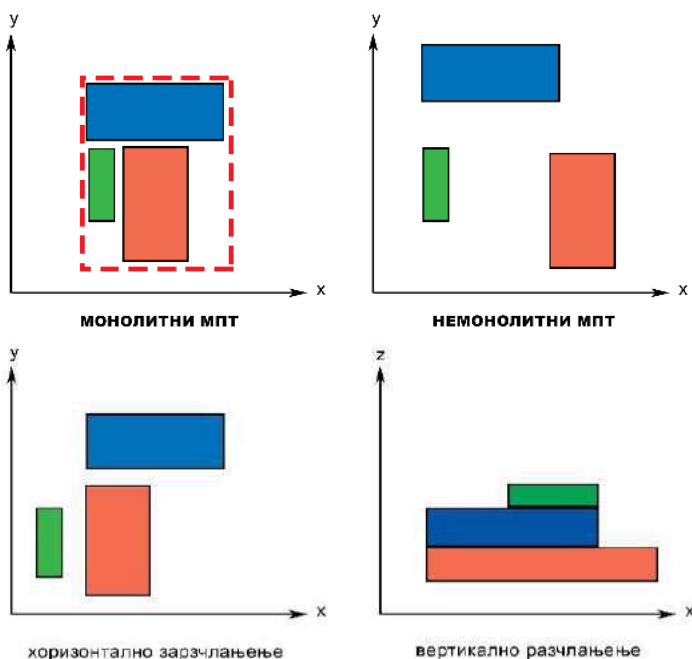 y
x
МОНОЛИТНИ МПТ
y
x
НЕМОНОЛИТНИ МПТ
y
x
хоризонтално зарзчлањење
z
x
вертикално разчлањење